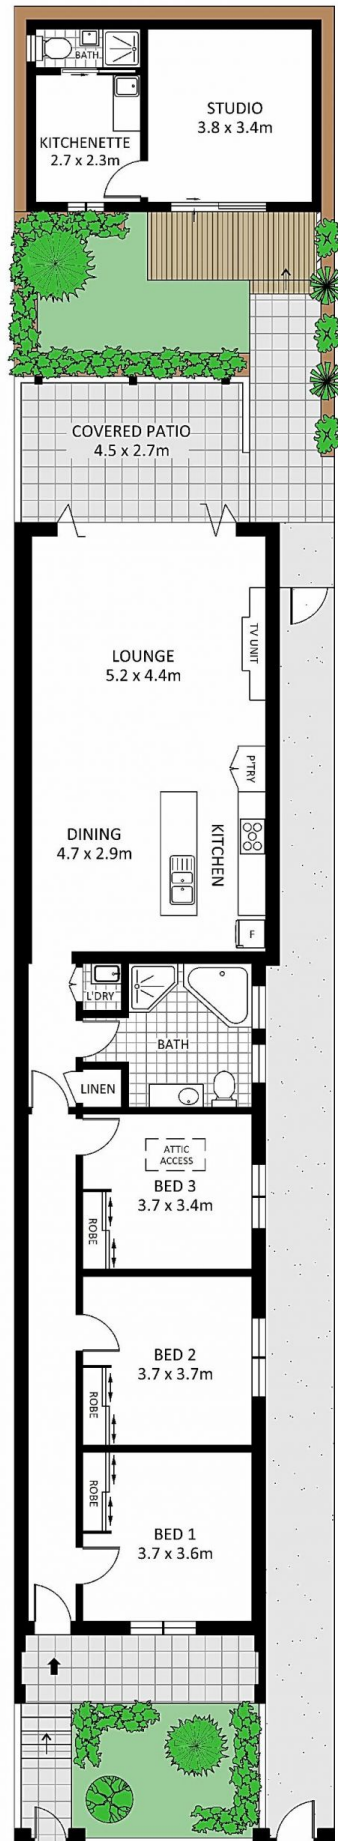 BATH
STUDIO
3.8 x 3.4m
KITCHENETTE
2.7 x 2.3m
COVERED PATIO
4.5 x 2.7m
LOUNGE
5.2 x 4.4m
TV UNIT
P'TRY
DINING
4.7 x 2.9m
KITCHEN
F
L'DRY
BATH
LINEN
ATTIC
ACCESS
BED 3
3.7 x 3.4m
ROBE
BED 2
3.7 x 3.7m
ROBE
ROBE
BED 1
3.7 x 3.6m